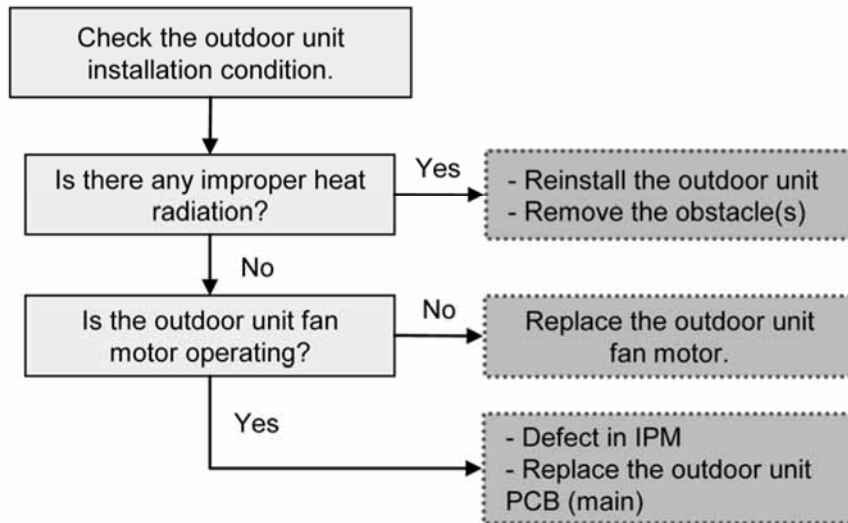 Check the outdoor unit
installation condition.
Is there any improper heat
radiation?
Yes
- Reinstall the outdoor unit
- Remove the obstacle(s)
No
Is the outdoor unit fan
motor operating?
No
Replace the outdoor unit
fan motor.
Yes
- Defect in IPM
- Replace the outdoor unit
PCB (main)